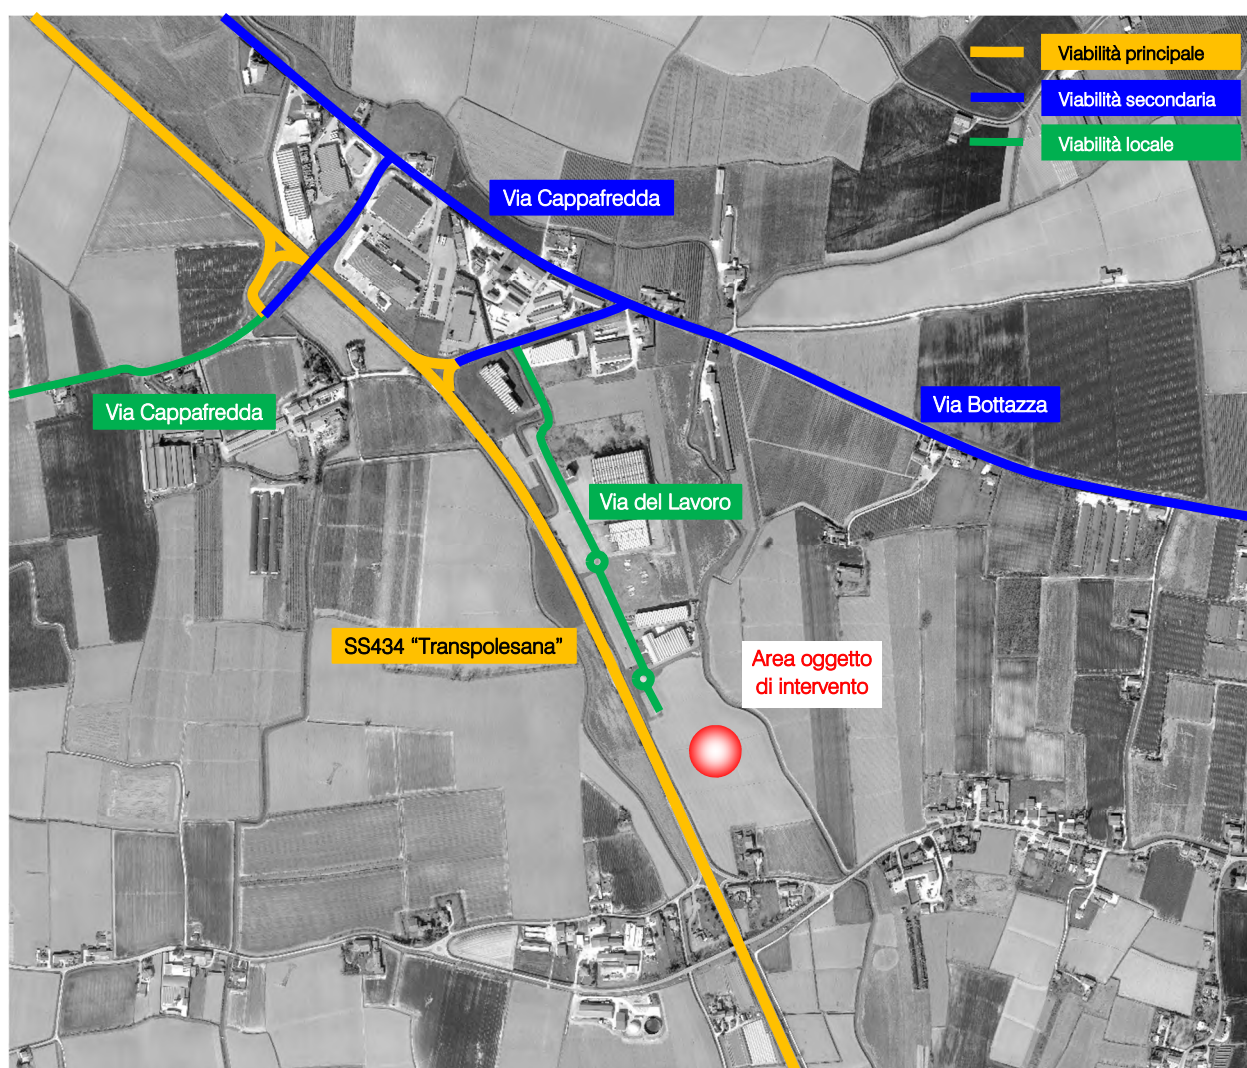 Viabilità principale
Viabilità secondaria
Viabilità locale
Via Cappafredda
Via Bottazza
Via Cappafredda
Via del Lavoro
SS434 “Transpolesana”
Area oggetto
di intervento